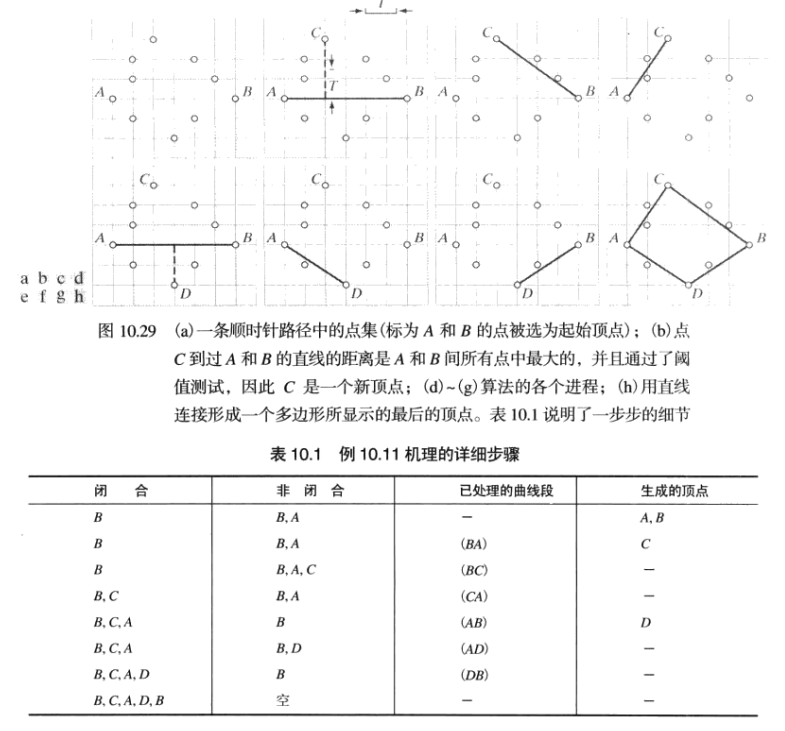 T
C
A
B
C
T
A
B
C
A
B
C
A
B
C
A
B
D
C
A
B
D
C
A
B
D
C
A
B
D
a b c d
e f g h
图 10.29 (a)一条顺时针路径中的点集(标为 A 和 B 的点被选为起始顶点)；(b)点
C 到过 A 和 B 的直线的距离是 A 和 B 间所有点中最大的，并且通过了阈
值测试，因此 C 是一个新顶点；(d)~(g)算法的各个进程；(h)用直线
连接形成一个多边形所显示的最后的顶点。表 10.1 说明了一步步的细节
表 10.1 例 10.11 机理的详细步骤
闭 合 非 闭 合 已处理的曲线段 生成的顶点
B B, A — A, B
B B, A (BA) C
B B, A, C (BC) —
B, C B, A (CA) —
B, C, A B (AB) D
B, C, A B, D (AD) —
B, C, A, D B (DB) —
B, C, A, D, B 空 — —